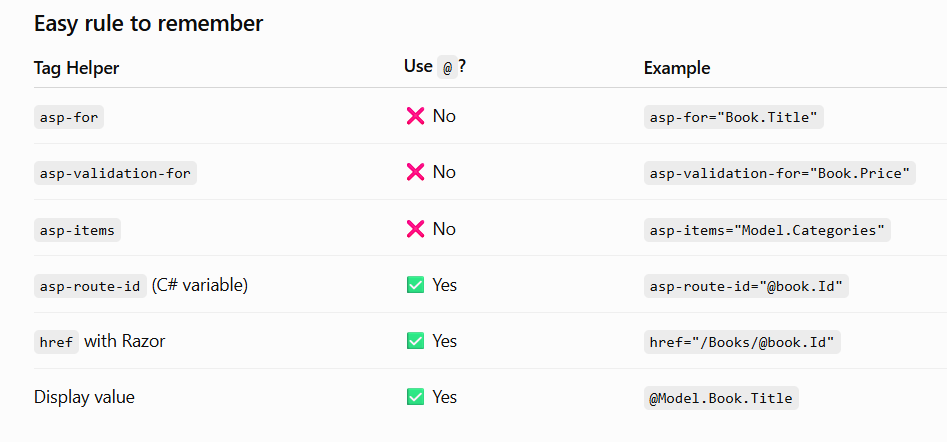 Easy rule to remember
Tag Helper Use @ ? Example
asp-for ❌ No asp-for="Book.Title"
asp-validation-for ❌ No asp-validation-for="Book.Price"
asp-items ❌ No asp-items="Model.Categories"
asp-route-id (C# variable) ✅ Yes asp-route-id="@book.Id"
href with Razor ✅ Yes href="/Books/@book.Id"
Display value ✅ Yes @Model.Book.Title